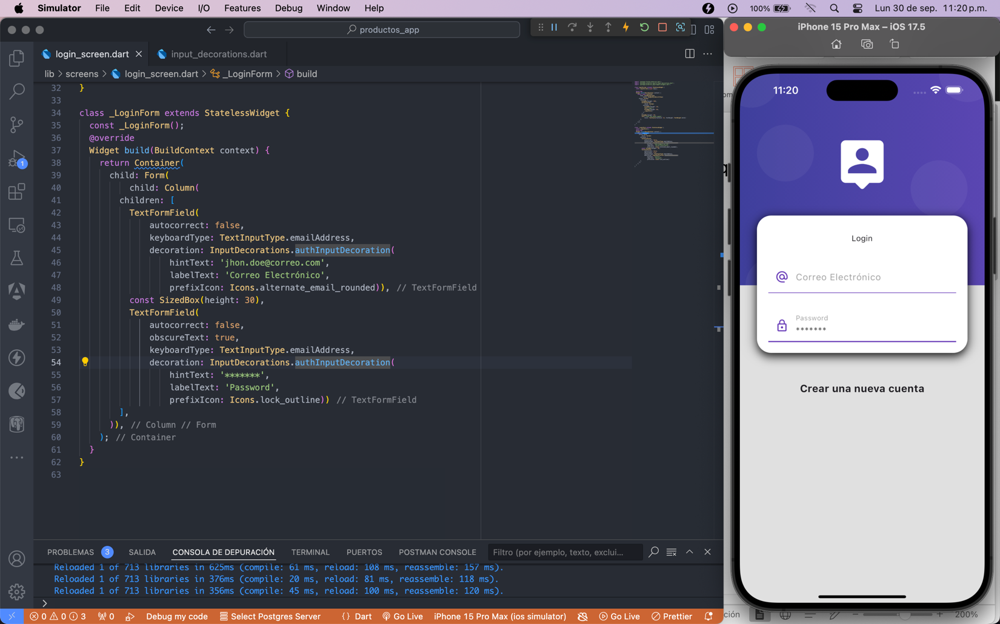 Simulator File Edit Device I/O Features Debug Window Help
100% Lun 30 de sep. 11:20 p.m.
productos_app
login_screen.dart
input_decorations.dart
lib > screens > login_screen.dart > _LoginForm > build
32 }
33
34 class _LoginForm extends StatelessWidget {
35 const _LoginForm();
36 @override
37 Widget build(BuildContext context) {
38 return Container(
39 child: Form(
40 child: Column(
41 children: [
42 TextFormField(
43 autocorrect: false,
44 keyboardType: TextInputType.emailAddress,
45 decoration: InputDecorations.authInputDecoration(
46 hintText: 'jhon.doe@correo.com',
47 labelText: 'Correo Electrónico',
48 prefixIcon: Icons.alternate_email_rounded)), // TextFormField
49 const SizedBox(height: 30),
50 TextFormField(
51 autocorrect: false,
52 obscureText: true,
53 keyboardType: TextInputType.emailAddress,
54 decoration: InputDecorations.authInputDecoration(
55 hintText: '*******',
56 labelText: 'Password',
57 prefixIcon: Icons.lock_outline)) // TextFormField
58 ],
59 )), // Column // Form
60 ); // Container
61 }
62 }
63
1
PROBLEMAS 3 SALIDA CONSOLA DE DEPURACIÓN TERMINAL PUERTOS POSTMAN CONSOLE
Filtro (por ejemplo, texto, exclui...
Reloaded 1 of 713 libraries in 625ms (compile: 61 ms, reload: 108 ms, reassemble: 157 ms).
Reloaded 1 of 713 libraries in 376ms (compile: 20 ms, reload: 81 ms, reassemble: 118 ms).
Reloaded 1 of 713 libraries in 356ms (compile: 45 ms, reload: 100 ms, reassemble: 120 ms).
>
0 0 3 0 Debug my code Select Postgres Server {} Dart Go Live iPhone 15 Pro Max (ios simulator) Go Live Prettier
iPhone 15 Pro Max – iOS 17.5
11:20
Login
Correo Electrónico
Password
*******
Crear una nueva cuenta
ción
200%